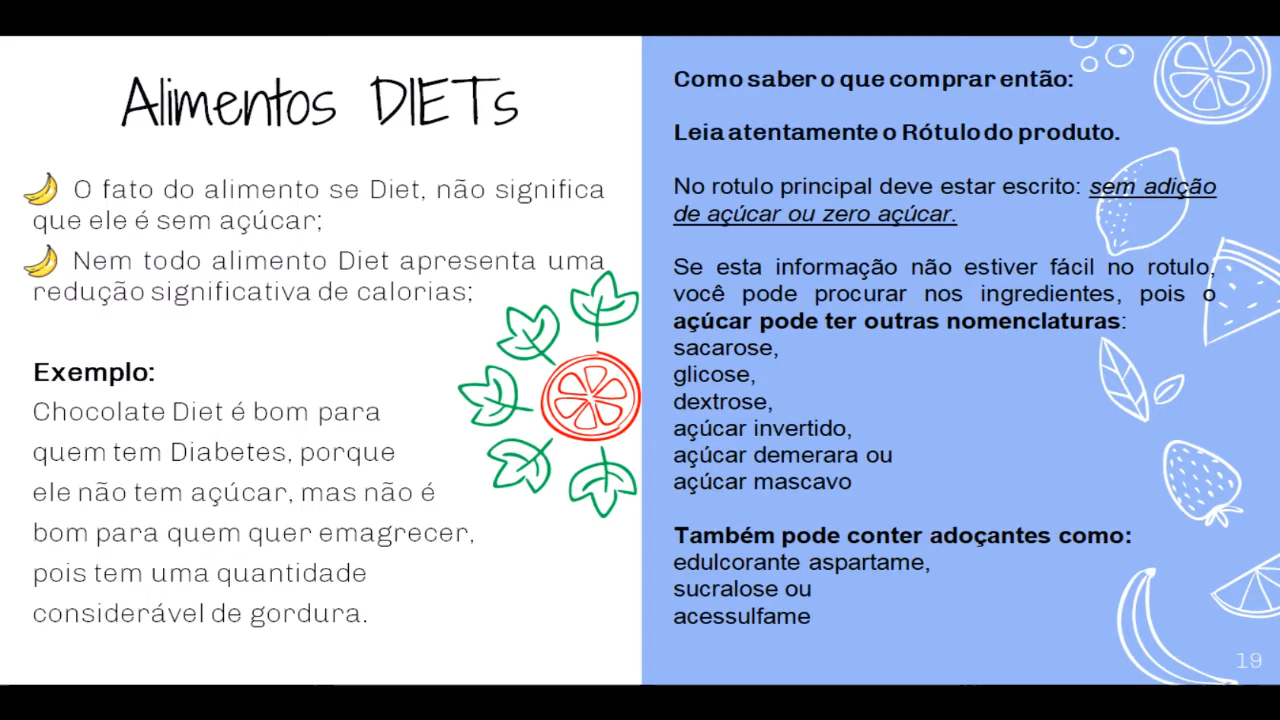 Alimentos DIETs
O fato do alimento se Diet, não significa
que ele é sem açúcar;
Nem todo alimento Diet apresenta uma
redução significativa de calorias;
Exemplo:
Chocolate Diet é bom para
quem tem Diabetes, porque
ele não tem açúcar, mas não é
bom para quem quer emagrecer,
pois tem uma quantidade
considerável de gordura.
Como saber o que comprar então:
Leia atentamente o Rótulo do produto.
No rotulo principal deve estar escrito: sem adição
de açúcar ou zero açúcar.
Se esta informação não estiver fácil no rotulo,
você pode procurar nos ingredientes, pois o
açúcar pode ter outras nomenclaturas:
sacarose,
glicose,
dextrose,
açúcar invertido,
açúcar demerara ou
açúcar mascavo
Também pode conter adoçantes como:
edulcorante aspartame,
sucralose ou
acessulfame
19